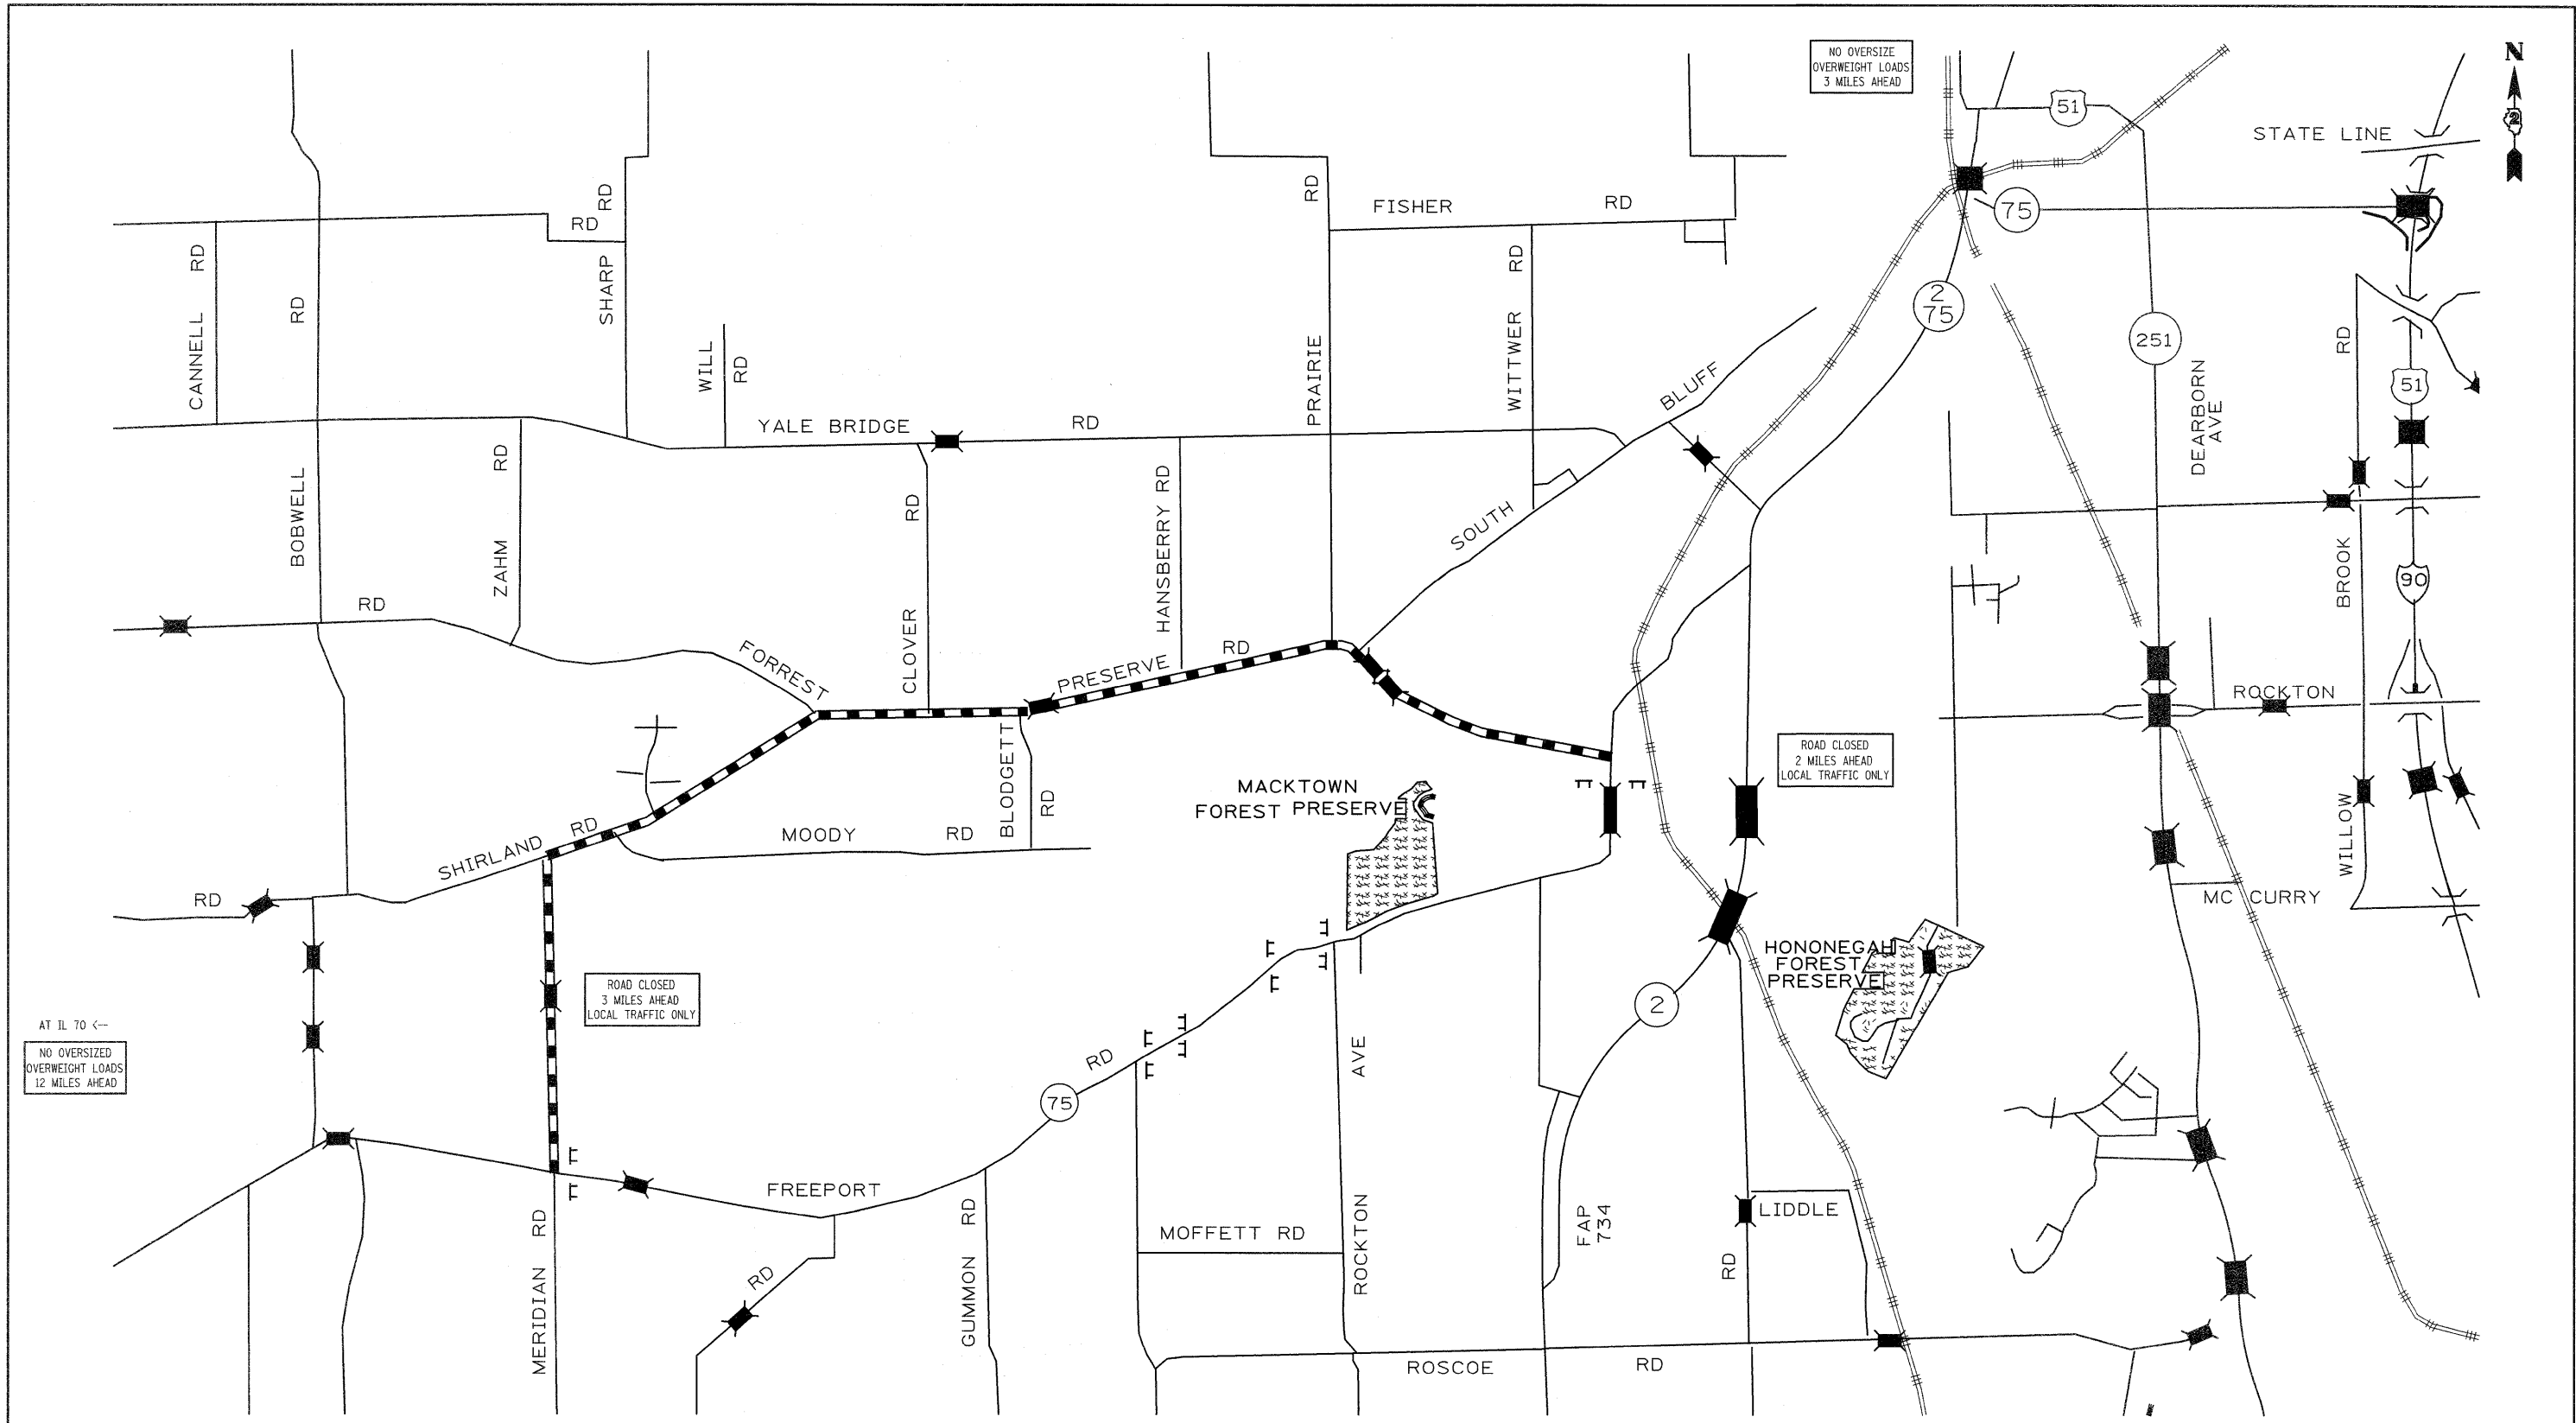 NO OVERSIZE
OVERWEIGHT LOADS
3 MILES AHEAD
N
2
51
STATE LINE
RD
RD
RD
FISHER RD
75
CANNELL RD
RD
SHARP
WITTWER RD
2
75
251
WILL RD
PRAIRIE
BLUFF
DEARBORN
AVE
RD
51
YALE BRIDGE RD
BOBWELL
ZAHM RD
CLOVER RD
HANSBERRY RD
SOUTH
BROOK
90
RD
FORREST
PRESERVE RD
ROCKTON
BLODGETT RD
ROAD CLOSED
2 MILES AHEAD
LOCAL TRAFFIC ONLY
MACKTOWN
FOREST PRESERVE
SHIRLAND RD
MOODY RD
WILLOW
RD
MC CURRY
HONONEGAH
FOREST
PRESERVE
ROAD CLOSED
3 MILES AHEAD
LOCAL TRAFFIC ONLY
2
AT IL 70 <--
NO OVERSIZED
OVERWEIGHT LOADS
12 MILES AHEAD
RD
AVE
75
FREEPORT
MERIDIAN RD
GUMMON RD
MOFFETT RD
ROCKTON
FAP
734
LIDDLE
RD
RD
ROSCOE RD